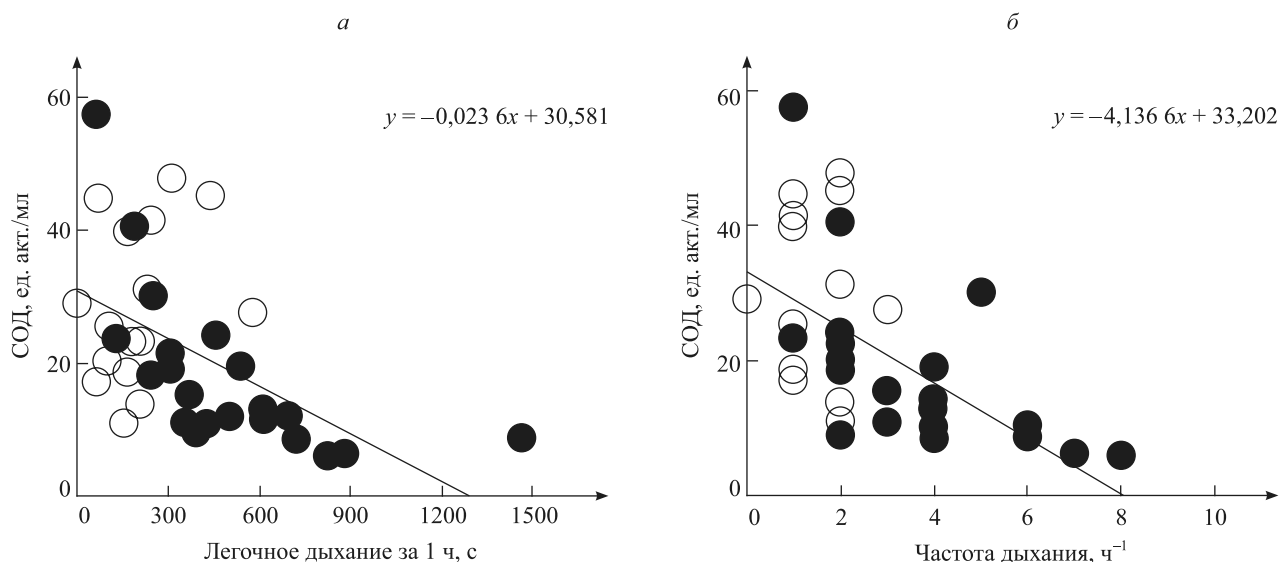 а
60
40
20
0
СОД, ед. акт./мл
y = –0,023 6x + 30,581
0 300 600 900 1200 1500
Легочное дыхание за 1 ч, с
б
60
40
20
0
СОД, ед. акт./мл
y = –4,136 6x + 33,202
0 2 4 6 8 10
Частота дыхания, ч⁻¹